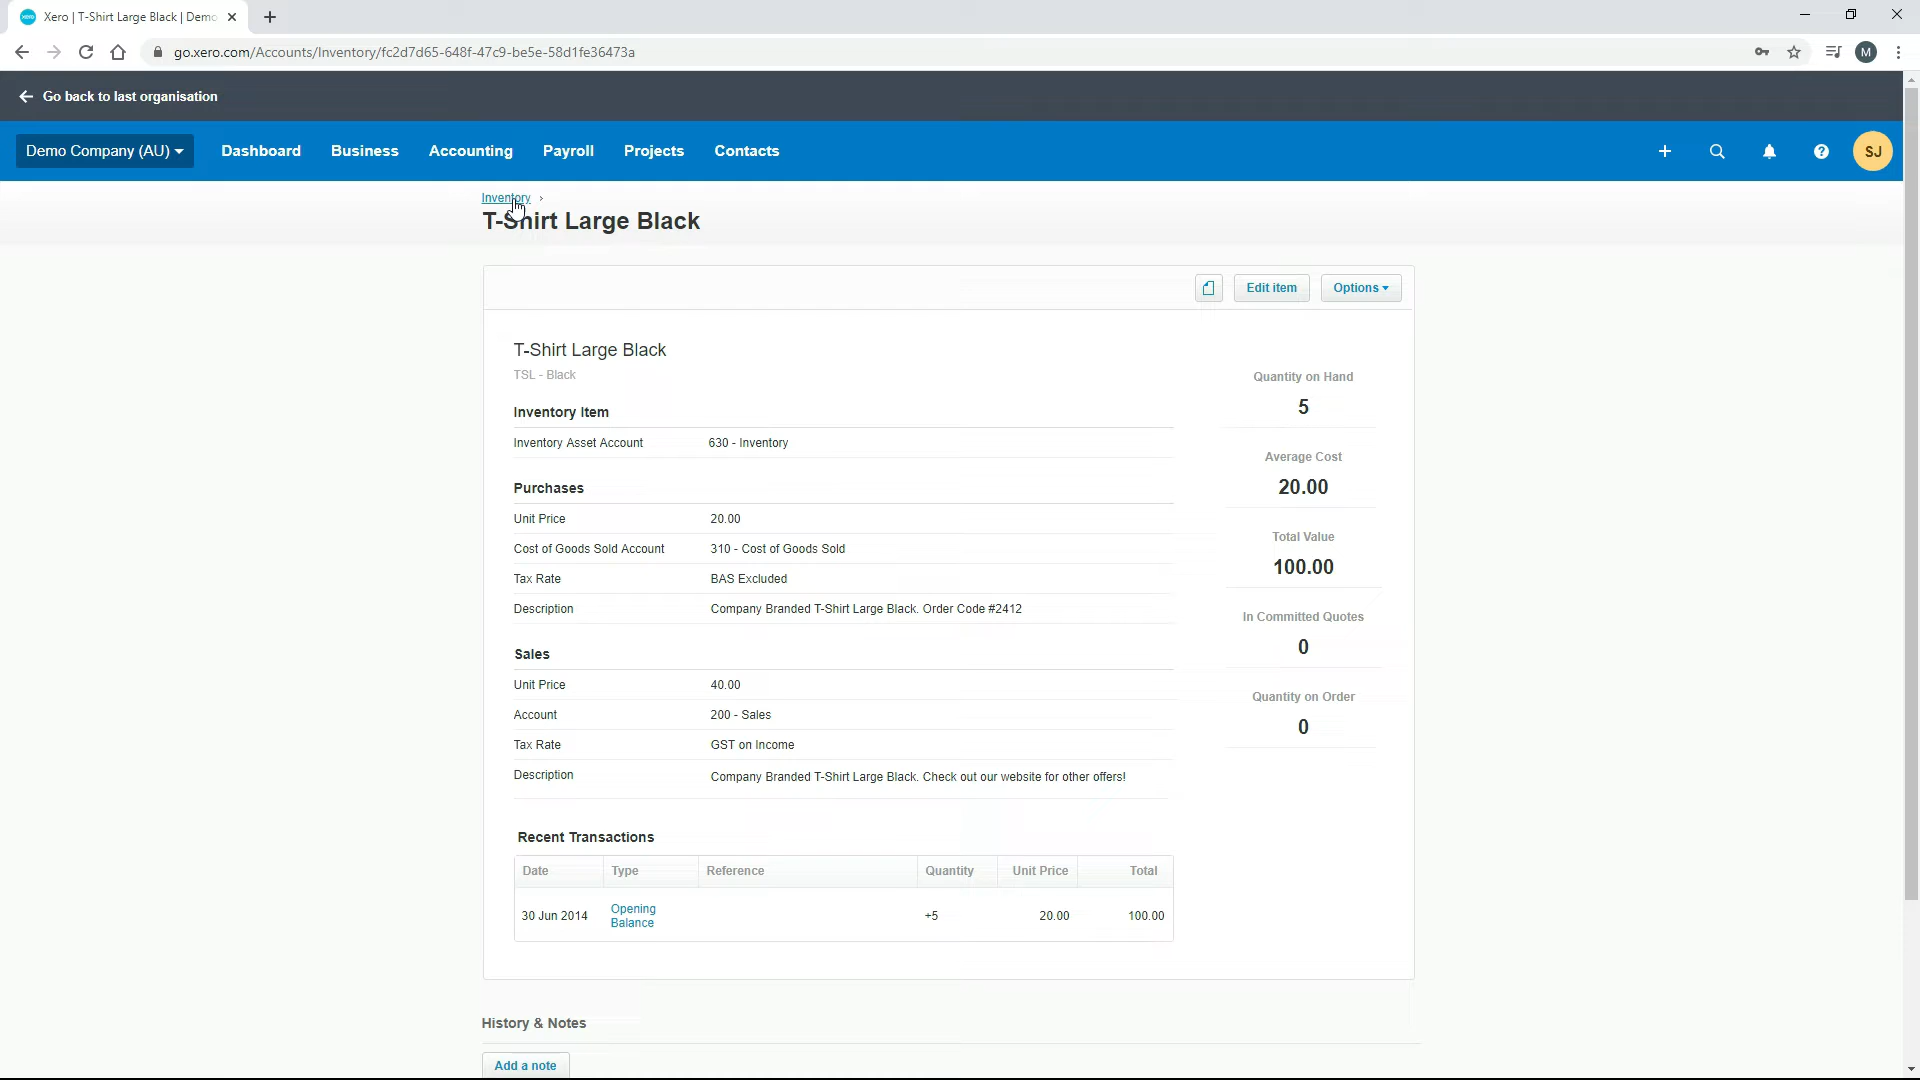 Xero | T-Shirt Large Black | Demo
go.xero.com/Accounts/Inventory/fc2d7d65-648f-47c9-be5e-58d1fe36473a
M
Go back to last organisation
Demo Company (AU)
Dashboard
Business
Accounting
Payroll
Projects
Contacts
SJ
Inventory ›
T-Shirt Large Black
Edit item
Options
T-Shirt Large Black
TSL - Black
Inventory Item
Inventory Asset Account 630 - Inventory
Purchases
Unit Price 20.00
Cost of Goods Sold Account 310 - Cost of Goods Sold
Tax Rate BAS Excluded
Description Company Branded T-Shirt Large Black. Order Code #2412
Sales
Unit Price 40.00
Account 200 - Sales
Tax Rate GST on Income
Description Company Branded T-Shirt Large Black. Check out our website for other offers!
Quantity on Hand
5
Average Cost
20.00
Total Value
100.00
In Committed Quotes
0
Quantity on Order
0
Recent Transactions
Date Type Reference Quantity Unit Price Total
30 Jun 2014 Opening Balance +5 20.00 100.00
History & Notes
Add a note